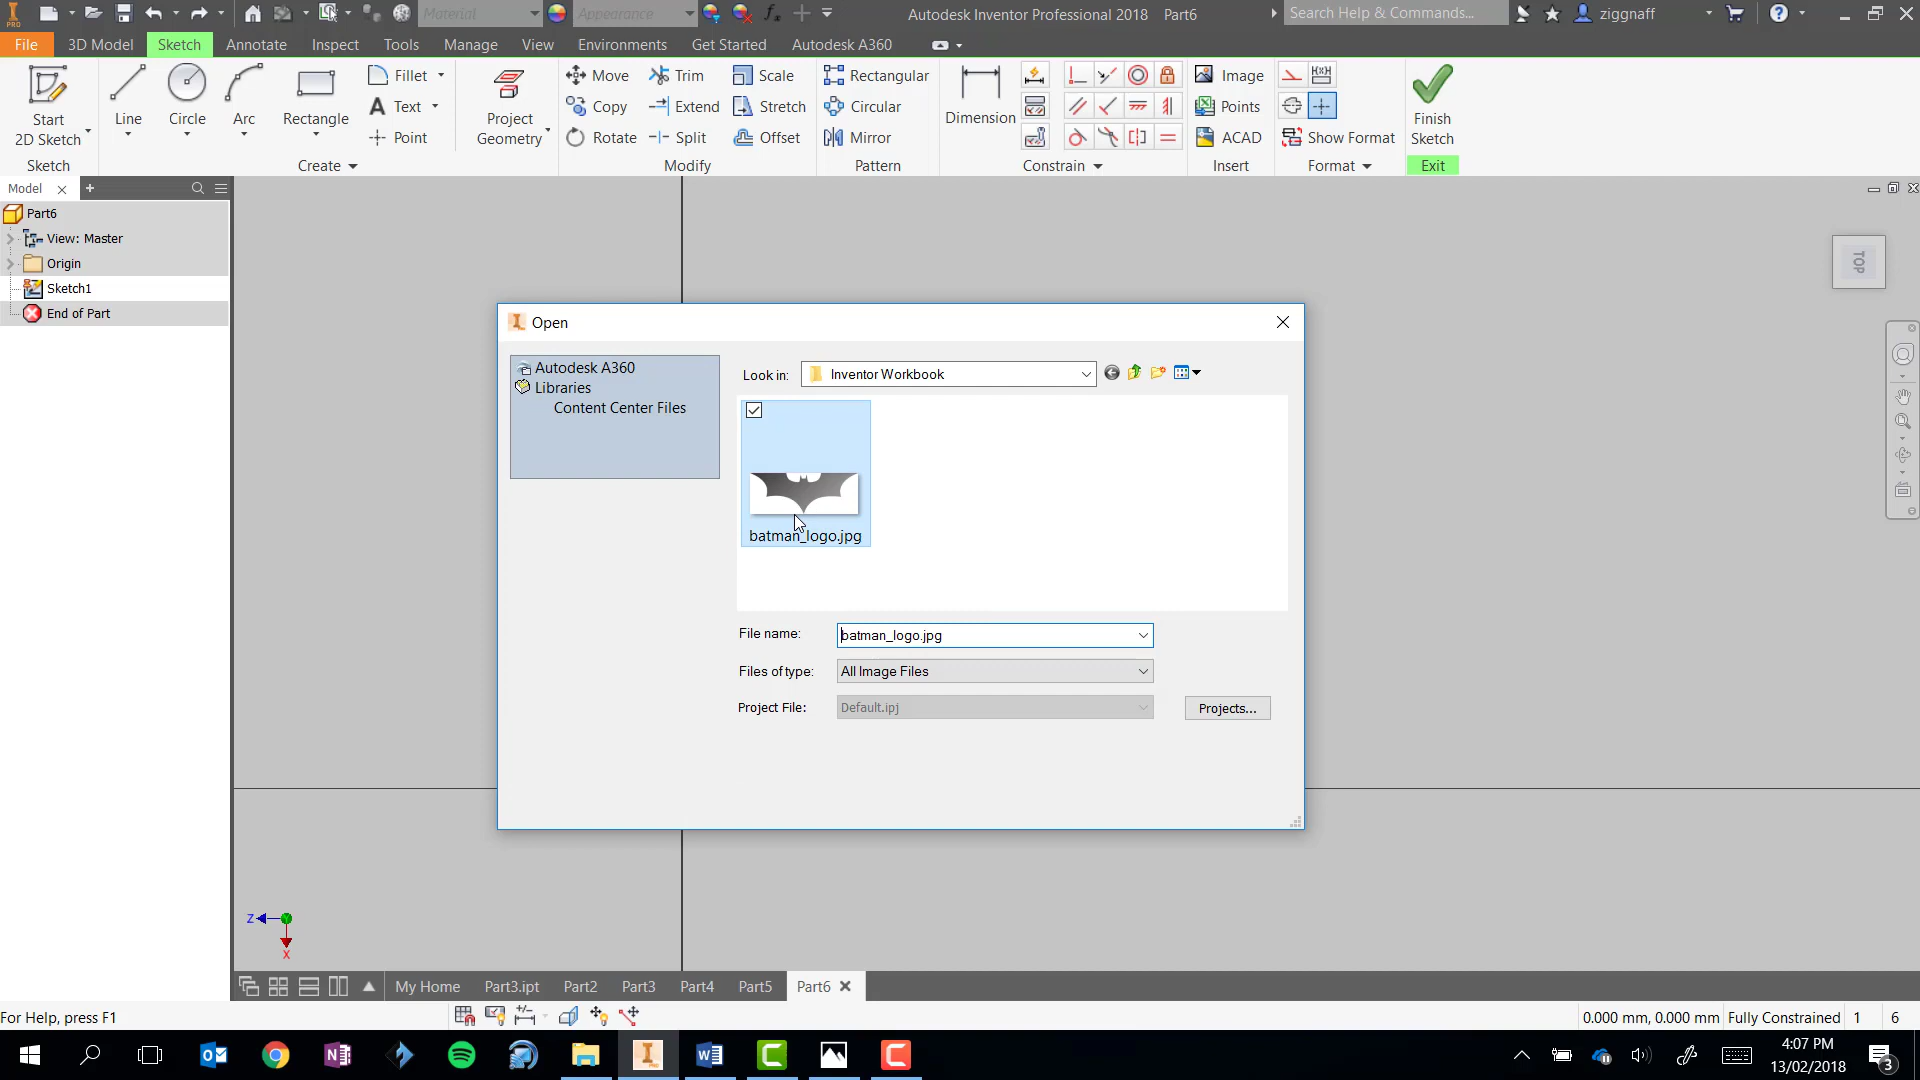 PRO
Material
Appearance
Autodesk Inventor Professional 2018 Part6
Search Help & Commands...
ziggnaff
File 3D Model Sketch Annotate Inspect Tools Manage View Environments Get Started Autodesk A360
Start
2D Sketch
Line
Circle
Arc
Rectangle
Fillet
Text
Point
Project
Geometry
Move
Copy
Rotate
Trim
Extend
Split
Scale
Stretch
Offset
Rectangular
Circular
Mirror
Dimension
Image
Points
ACAD
Show Format
Finish
Sketch
Sketch Create Modify Pattern Constrain Insert Format Exit
Model
Part6
View: Master
Origin
Sketch1
End of Part
TOP
Open
Autodesk A360
Libraries
Content Center Files
Look in: Inventor Workbook
batman_logo.jpg
File name: batman_logo.jpg
Files of type: All Image Files
Project File: Default.ipj
Projects...
Z
X
My Home Part3.ipt Part2 Part3 Part4 Part5 Part6
For Help, press F1
0.000 mm, 0.000 mm Fully Constrained 1 6
4:07 PM
13/02/2018
3